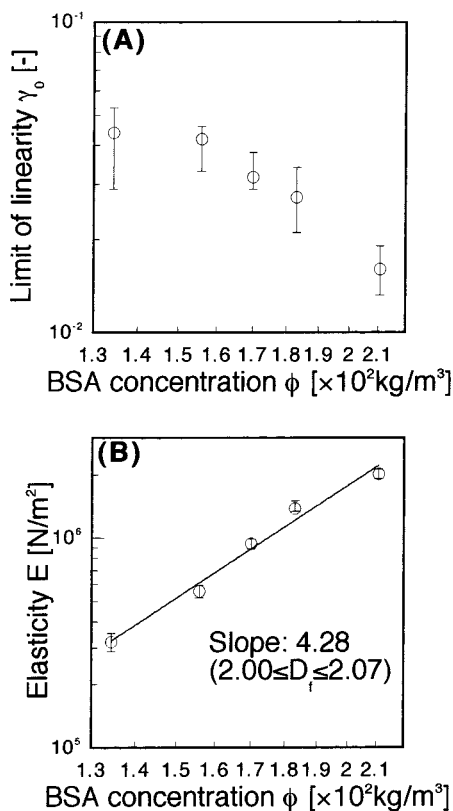 (A)
Limit of linearity γ₀ [-]
10⁻¹
10⁻²
1.3 1.4 1.5 1.6 1.7 1.8 1.9 2 2.1
BSA concentration ϕ [×10²kg/m³]
(B)
Elasticity E [N/m²]
10⁶
10⁵
Slope: 4.28
(2.00≤D_f≤2.07)
1.3 1.4 1.5 1.6 1.7 1.8 1.9 2 2.1
BSA concentration ϕ [×10²kg/m³]